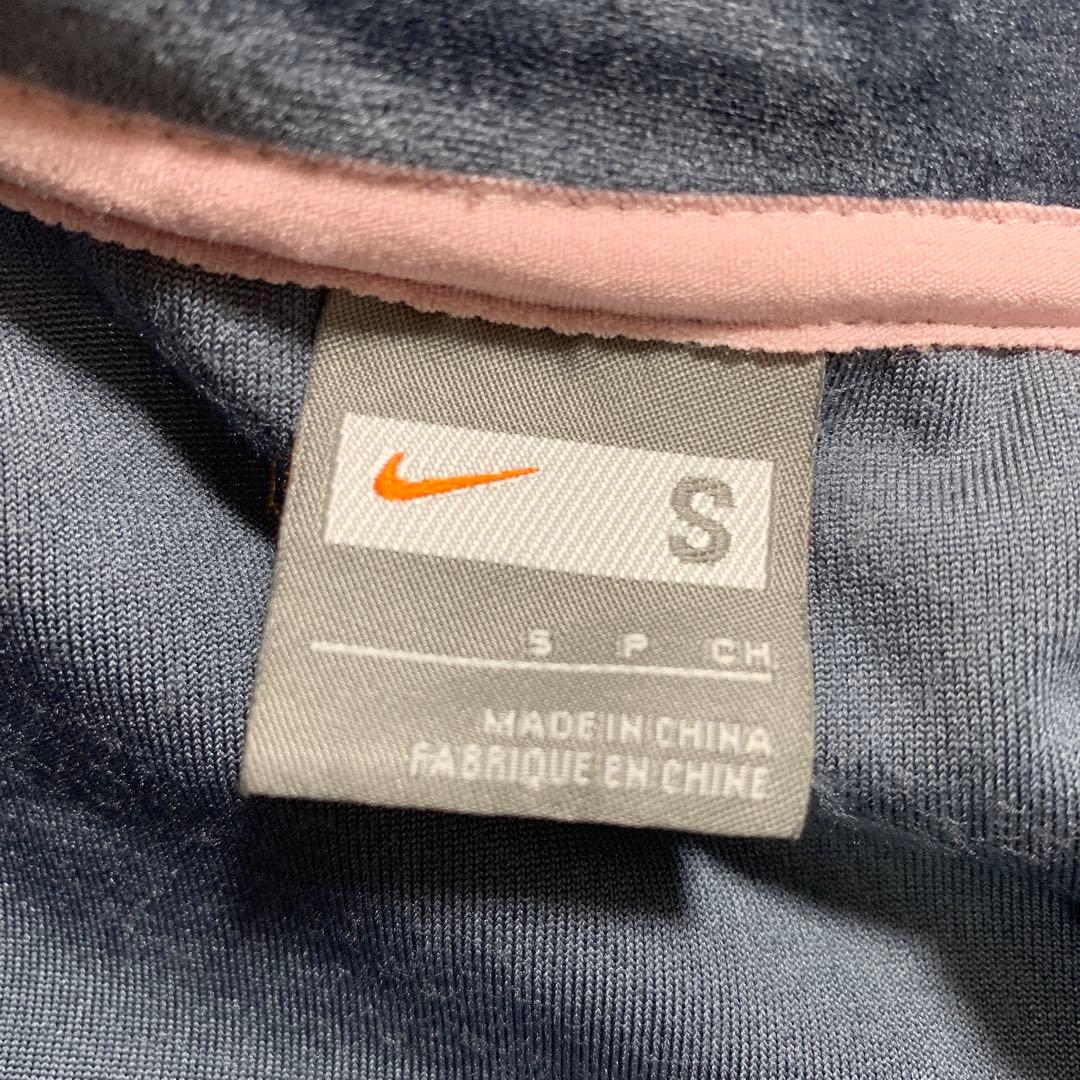 S
S P CH
MADE IN CHINA
FABRIQUE EN CHINE